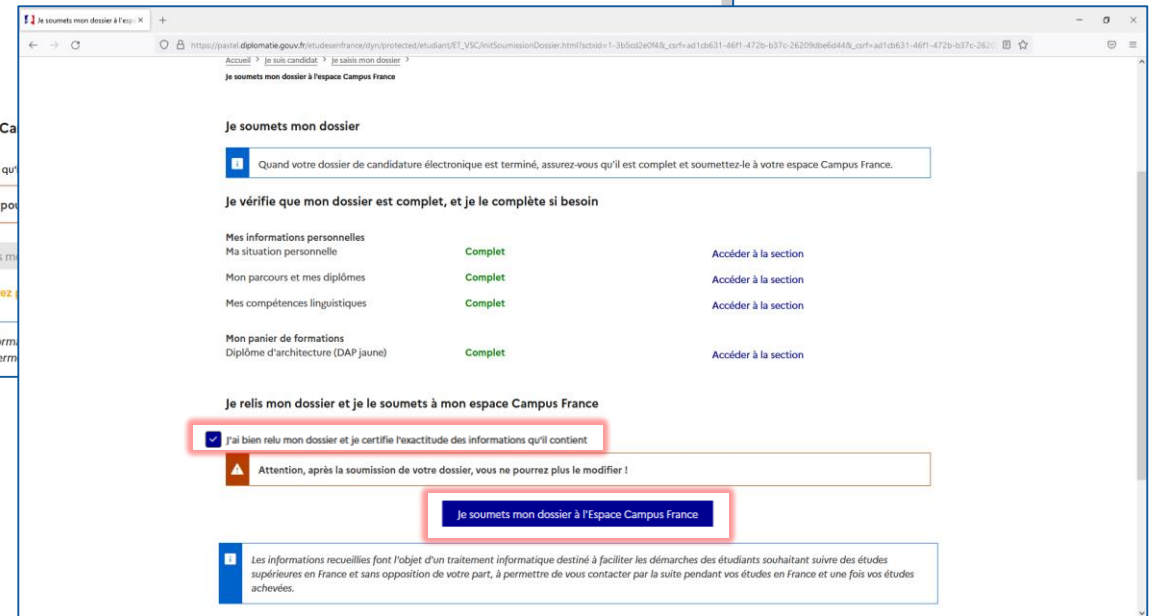 Je soumets mon dossier à l'esp
https://pastel.diplomatie.gouv.fr/etudesenfrance/dyn/protected/etudiant/ET_VSC/initSoumissionDossier.html?
Accueil > Je suis candidat > Je saisis mon dossier >
Je soumets mon dossier à l'espace Campus France
Je soumets mon dossier
Quand votre dossier de candidature électronique est terminé, assurez-vous qu'il est complet et soumettez-le à votre espace Campus France.
Je vérifie que mon dossier est complet, et je le complète si besoin
Mes informations personnelles
Ma situation personnelle Complet Accéder à la section
Mon parcours et mes diplômes Complet Accéder à la section
Mes compétences linguistiques Complet Accéder à la section
Mon panier de formations
Diplôme d'architecture (DAP jaune) Complet Accéder à la section
Je relis mon dossier et je le soumets à mon espace Campus France
J'ai bien relu mon dossier et je certifie l'exactitude des informations qu'il contient
Attention, après la soumission de votre dossier, vous ne pourrez plus le modifier !
Je soumets mon dossier à l'Espace Campus France
Les informations recueillies font l'objet d'un traitement informatique destiné à faciliter les démarches des étudiants souhaitant suivre des études
supérieures en France et sans opposition de votre part, à permettre de vous contacter par la suite pendant vos études en France et une fois vos études
achevées.